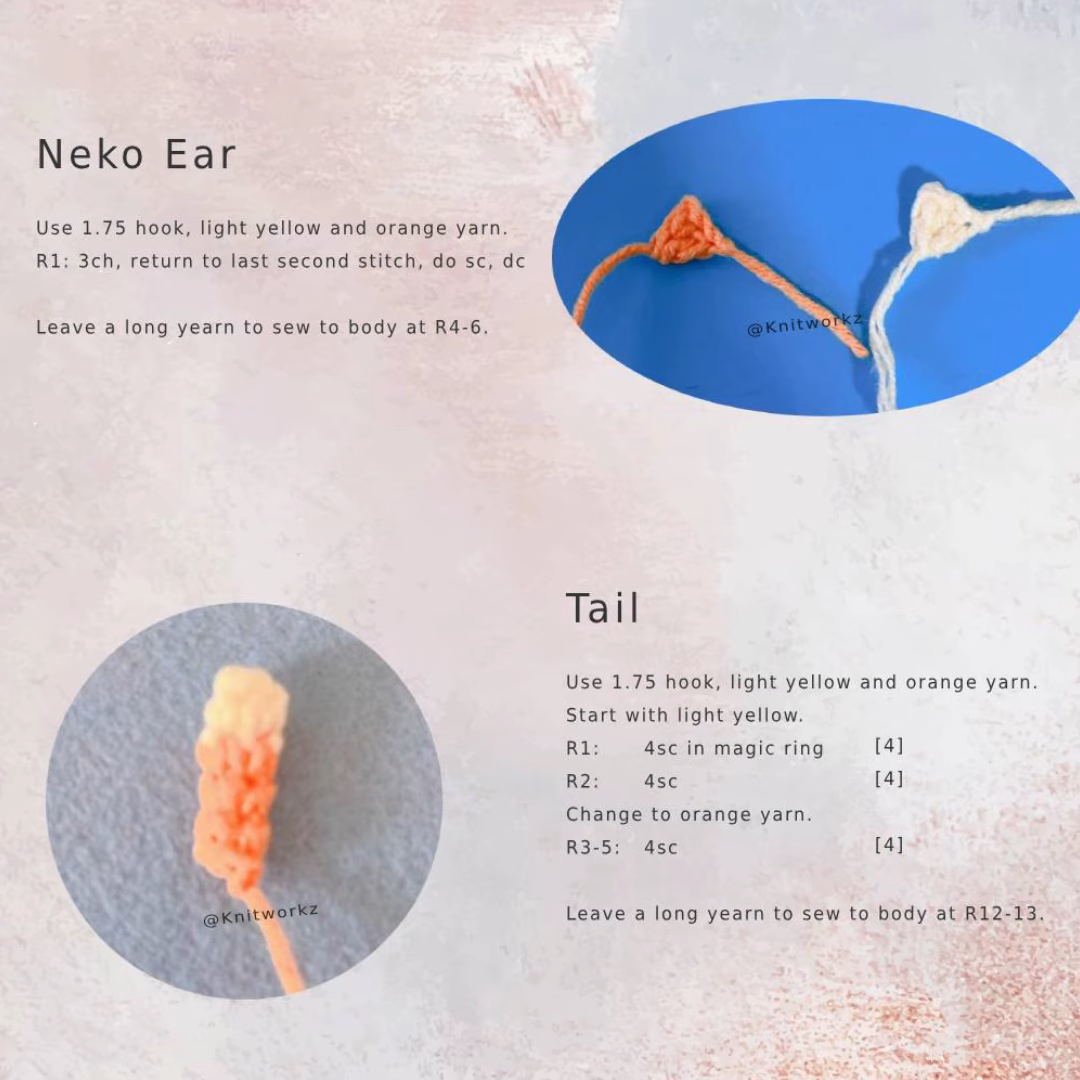 Neko Ear
Use 1.75 hook, light yellow and orange yarn.
R1: 3ch, return to last second stitch, do sc, dc
Leave a long yearn to sew to body at R4-6.
@Knitworkz
Tail
Use 1.75 hook, light yellow and orange yarn.
Start with light yellow.
R1: 4sc in magic ring [4]
R2: 4sc [4]
Change to orange yarn.
R3-5: 4sc [4]
Leave a long yearn to sew to body at R12-13.
@Knitworkz